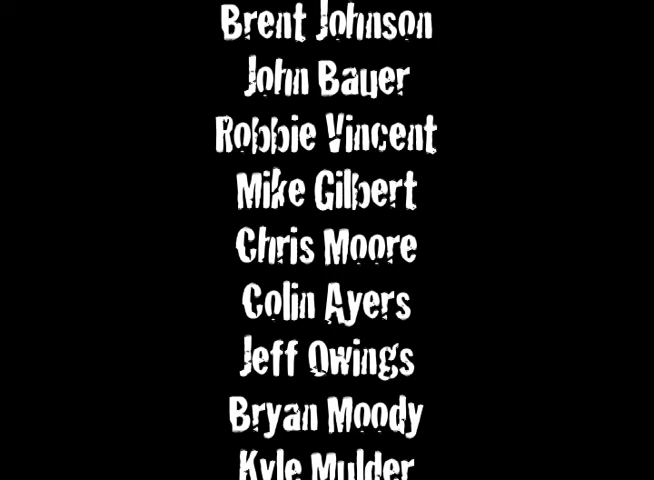 Brent Johnson
John Bauer
Robbie Vincent
Mike Gilbert
Chris Moore
Colin Ayers
Jeff Owings
Bryan Moody
Kyle Mulder